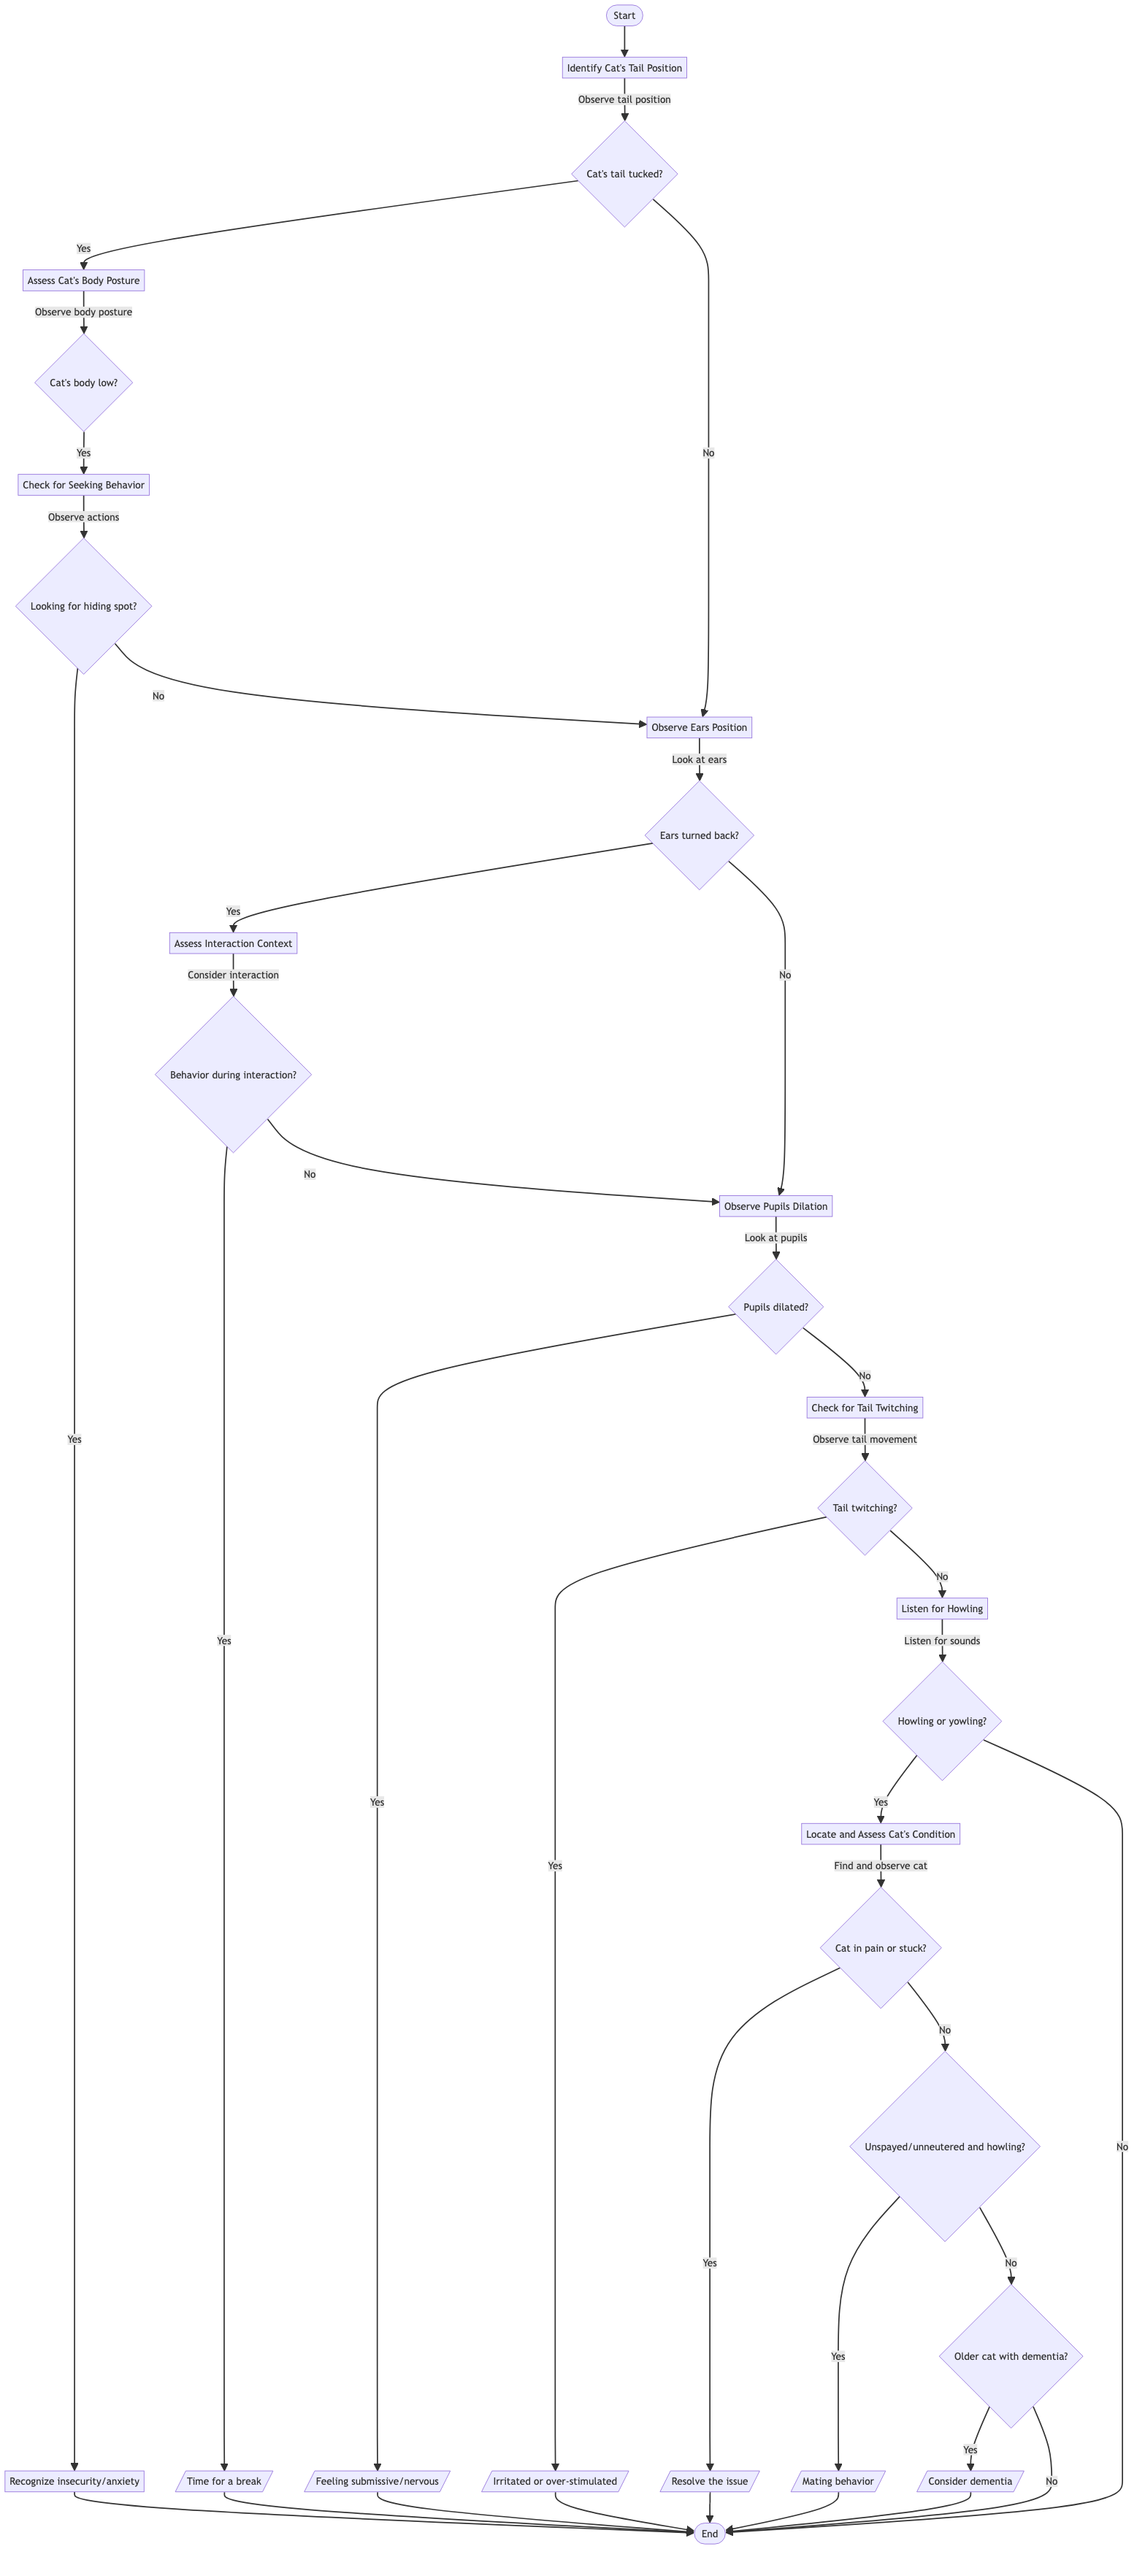 Start
Identify Cat's Tail Position
Observe tail position
Cat's tail tucked?
Yes
Assess Cat's Body Posture
Observe body posture
Cat's body low?
Yes
No
Check for Seeking Behavior
Observe actions
Looking for hiding spot?
No
Observe Ears Position
Look at ears
Ears turned back?
Yes
Assess Interaction Context
Consider interaction
No
Behavior during interaction?
No
Observe Pupils Dilation
Look at pupils
Pupils dilated?
No
Check for Tail Twitching
Yes
Observe tail movement
Tail twitching?
No
Listen for Howling
Yes
Listen for sounds
Howling or yowling?
Yes
Yes
Locate and Assess Cat's Condition
Yes
Find and observe cat
Cat in pain or stuck?
No
Unspayed/unneutered and howling?
No
Yes
No
Yes
Older cat with dementia?
Yes
No
Recognize insecurity/anxiety
Time for a break
Feeling submissive/nervous
Irritated or over-stimulated
Resolve the issue
Mating behavior
Consider dementia
End